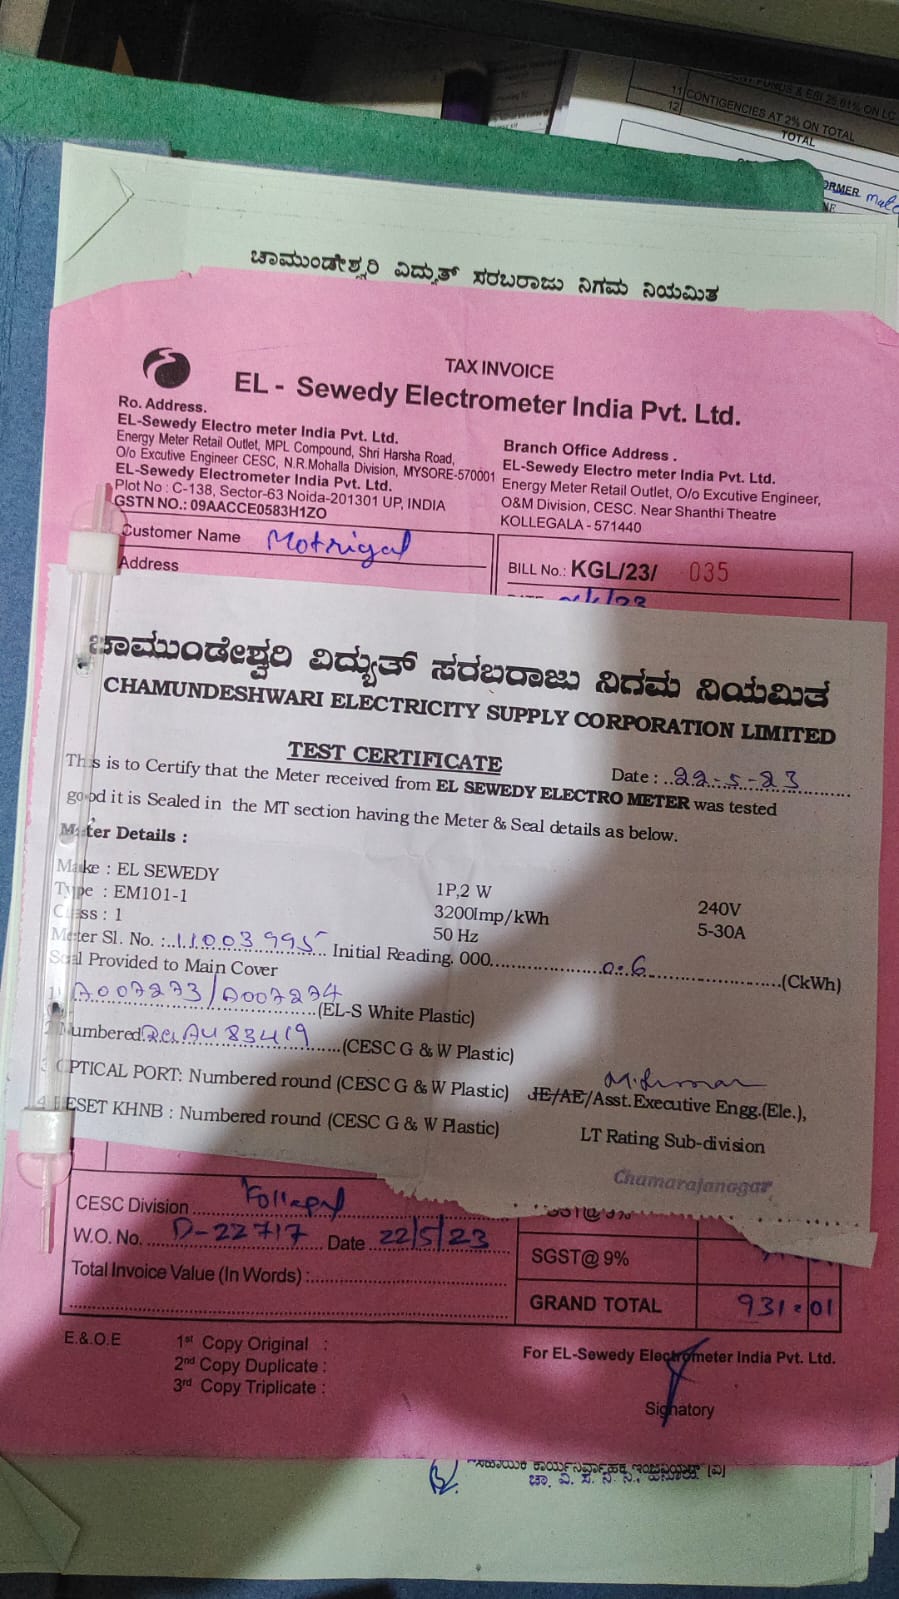 11 CONTIGENCIES AT 2% ON TOTAL
12
TOTAL
ಚಾಮುಂಡೇಶ್ವರಿ ವಿದ್ಯುತ್ ಸರಬರಾಜು ನಿಗಮ ನಿಯಮಿತ
TAX INVOICE
EL - Sewedy Electrometer India Pvt. Ltd.
Ro. Address.
EL-Sewedy Electro meter India Pvt. Ltd.
Energy Meter Retail Outlet, MPL Compound, Shri Harsha Road,
O/o Excutive Engineer CESC, N.R.Mohalla Division, MYSORE-570001
EL-Sewedy Electrometer India Pvt. Ltd.
Plot No : C-138, Sector-63 Noida-201301 UP, INDIA
GSTN NO.: 09AACCE0583H1ZO
Branch Office Address .
EL-Sewedy Electro meter India Pvt. Ltd.
Energy Meter Retail Outlet, O/o Excutive Engineer,
O&M Division, CESC. Near Shanthi Theatre
KOLLEGALA - 571440
Customer Name Motrigal
Address
BILL No.: KGL/23/ 035
ಚಾಮುಂಡೇಶ್ವರಿ ವಿದ್ಯುತ್ ಸರಬರಾಜು ನಿಗಮ ನಿಯಮಿತ
CHAMUNDESHWARI ELECTRICITY SUPPLY CORPORATION LIMITED
TEST CERTIFICATE
Date : 22-5-23
This is to Certify that the Meter received from EL SEWEDY ELECTRO METER was tested
good it is Sealed in the MT section having the Meter & Seal details as below.
Meter Details :
Make : EL SEWEDY
Type : EM101-1 1P,2 W 240V
Class : 1 3200Imp/kWh 5-30A
50 Hz
Meter Sl. No. : 11003995 Initial Reading. 000 0.6 (CkWh)
Seal Provided to Main Cover
1) A007273/A007274 (EL-S White Plastic)
2 Numbered AU 83419 (CESC G & W Plastic)
3 OPTICAL PORT: Numbered round (CESC G & W Plastic)
4 RESET KHNB : Numbered round (CESC G & W Plastic)
JE/AE/Asst.Executive Engg.(Ele.),
LT Rating Sub-division
Chamarajanagar
CESC Division
W.O. No. D-22717 Date 22/5/23
Total Invoice Value (In Words) :
SGST@ 9%
GRAND TOTAL 931=01
E.&.O.E
1st Copy Original :
2nd Copy Duplicate :
3rd Copy Triplicate :
For EL-Sewedy Electrometer India Pvt. Ltd.
Signatory